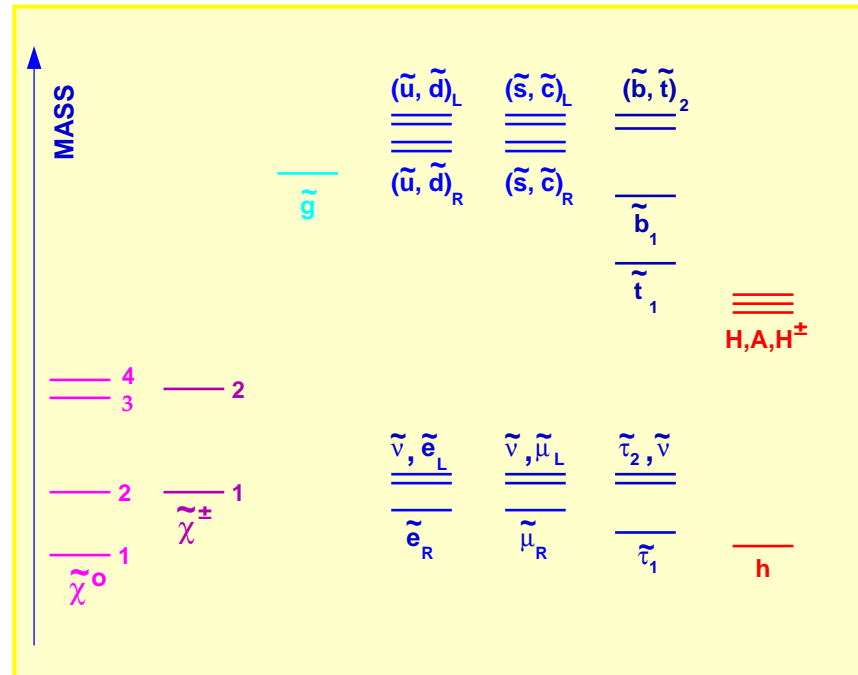 MASS
(ũ, d̃)L (s̃, c̃)L (b̃, t̃)2
(ũ, d̃)R (s̃, c̃)R
g̃
b̃1
t̃1
H,A,H±
4
3
2
2
1
1
χ̃±
χ̃o
ν̃, ẽL ν̃, μ̃L τ̃2, ν̃
ẽR μ̃R τ̃1
h